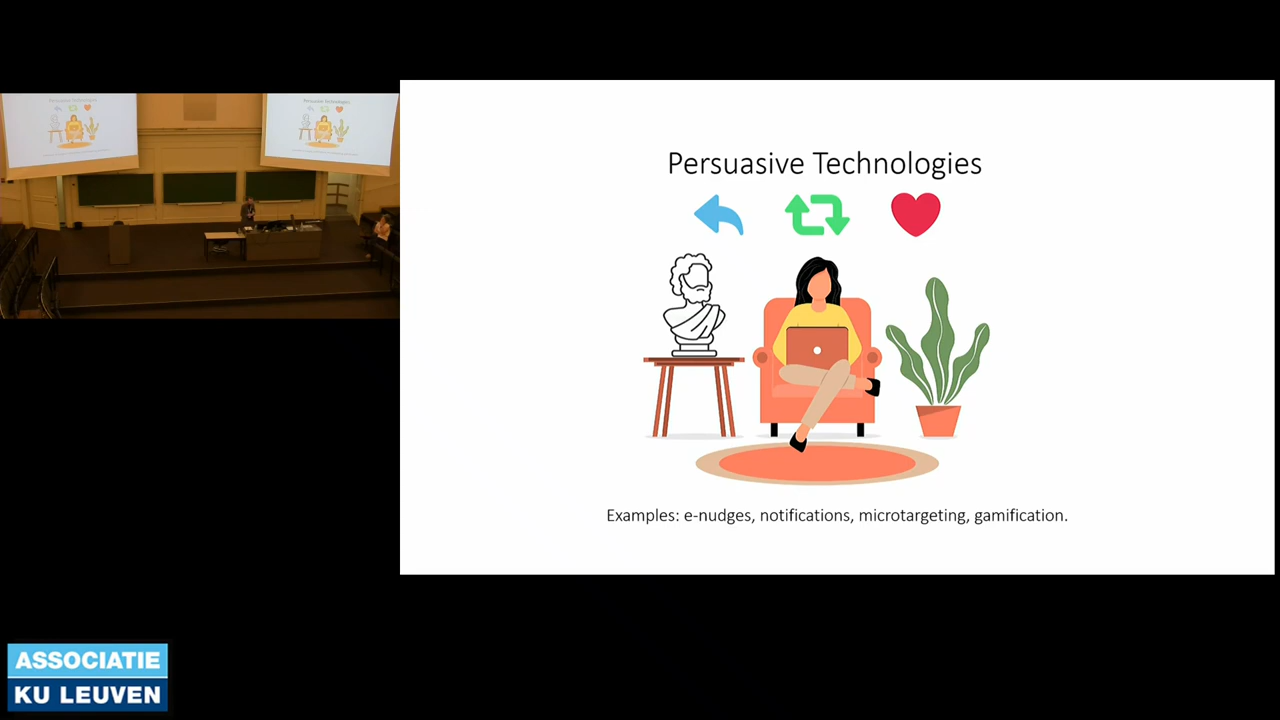 Persuasive Technologies
Examples: e-nudges, notifications, microtargeting, gamification.
ASSOCIATIE
KU LEUVEN